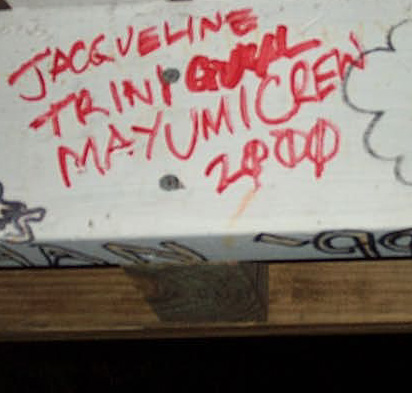 JACQUELINE
TRINI
MAYUMI CREW
2000